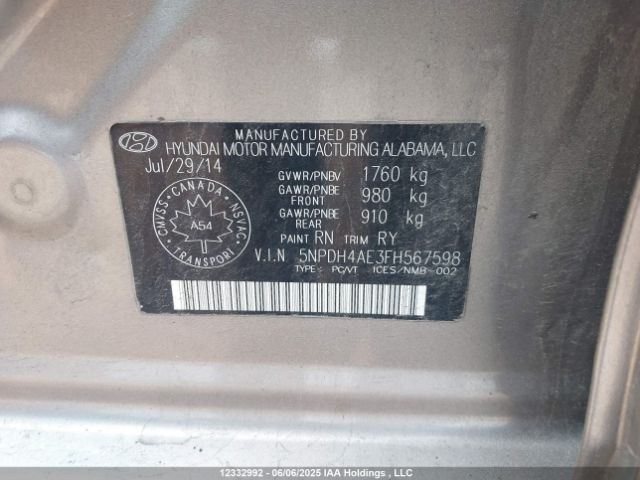 MANUFACTURED BY
HYUNDAI MOTOR MANUFACTURING ALABAMA, LLC
Jul/29/14
GVWR/PNBV 1760 kg
GAWR/PNBE FRONT 980 kg
GAWR/PNBE REAR 910 kg
PAINT RN TRIM RY
V.I.N 5NPDH4AE3FH567598
TYPE: PC/VT ICES/NMB-002
CANADA
CMVSS NSVAC
A54
TRANSPORT
12332992 - 06/06/2025 IAA Holdings , LLC